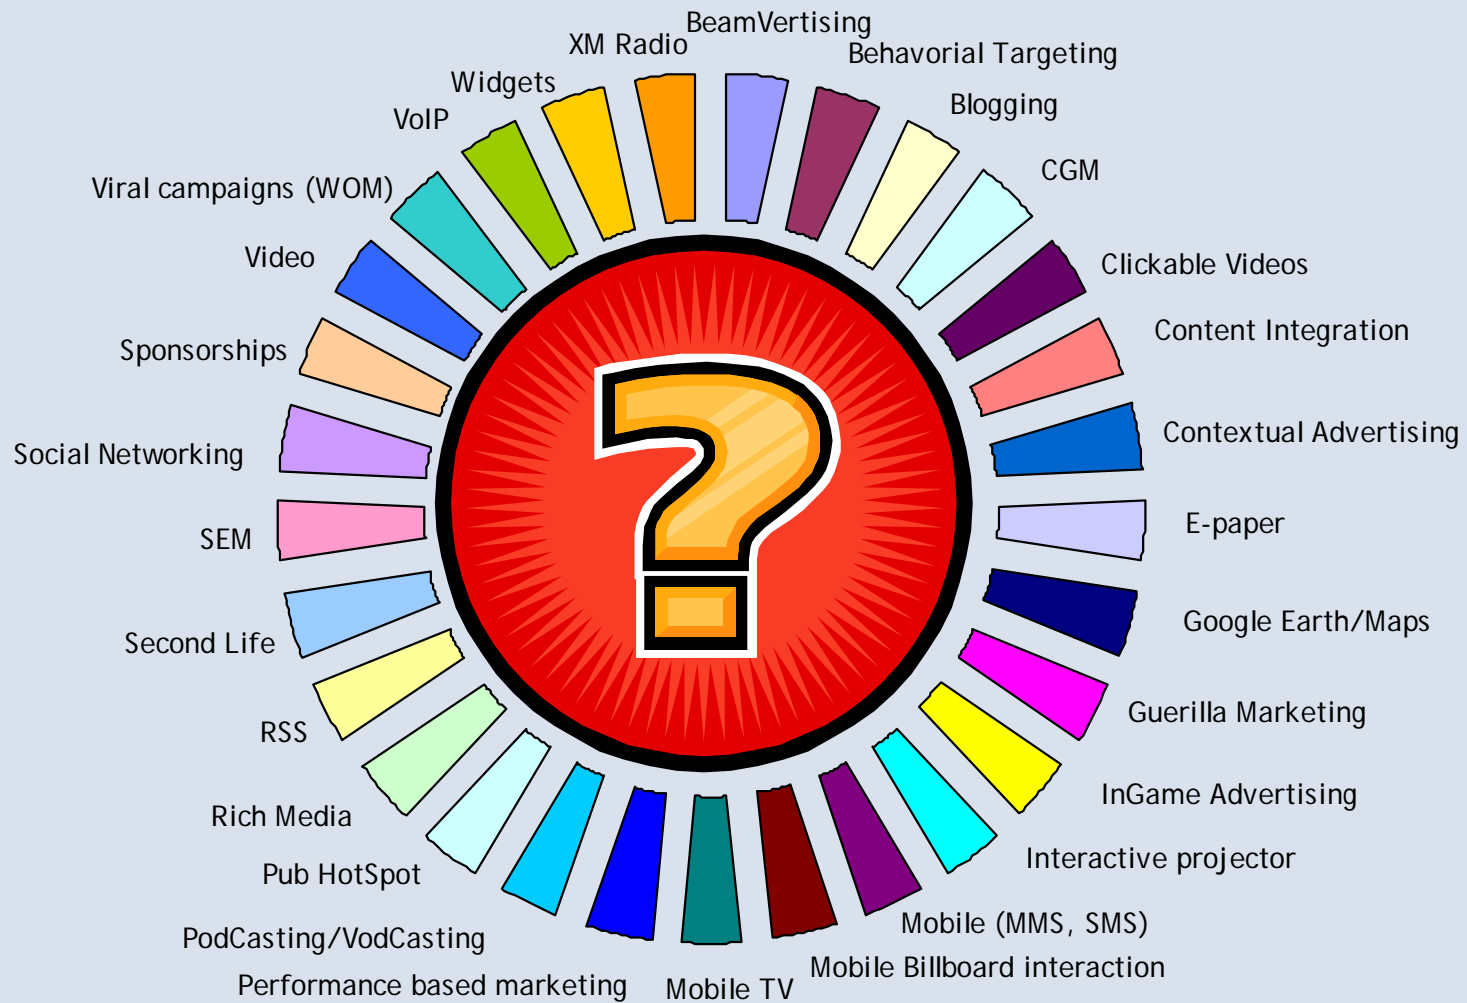 BeamVertising
Behavorial Targeting
Blogging
CGM
Clickable Videos
Content Integration
Contextual Advertising
E-paper
Google Earth/Maps
Guerilla Marketing
InGame Advertising
Interactive projector
Mobile (MMS, SMS)
Mobile Billboard interaction
Mobile TV
Performance based marketing
PodCasting/VodCasting
Pub HotSpot
Rich Media
RSS
Second Life
SEM
Social Networking
Sponsorships
Video
Viral campaigns (WOM)
VoIP
Widgets
XM Radio
?